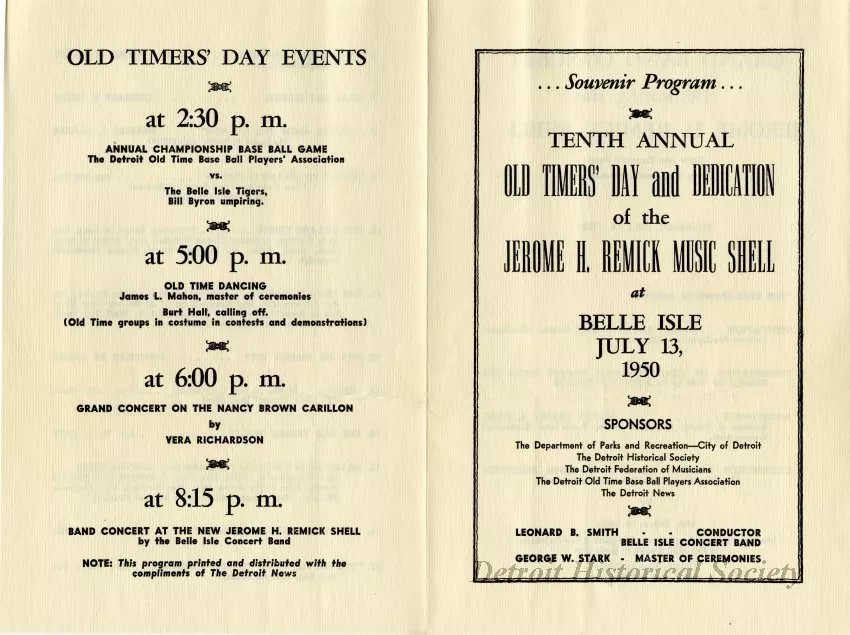 OLD TIMERS' DAY EVENTS
at 2:30 p. m.
ANNUAL CHAMPIONSHIP BASE BALL GAME
The Detroit Old Time Base Ball Players' Association
vs.
The Belle Isle Tigers,
Bill Byron umpiring.
at 5:00 p. m.
OLD TIME DANCING
James L. Mahon, master of ceremonies
Burt Hall, calling off.
(Old Time groups in costume in contests and demonstrations)
at 6:00 p. m.
GRAND CONCERT ON THE NANCY BROWN CARILLON
by
VERA RICHARDSON
at 8:15 p. m.
BAND CONCERT AT THE NEW JEROME H. REMICK SHELL
by the Belle Isle Concert Band
NOTE: This program printed and distributed with the
compliments of The Detroit News
... Souvenir Program ...
TENTH ANNUAL
OLD TIMERS' DAY and DEDICATION
of the
JEROME H. REMICK MUSIC SHELL
at
BELLE ISLE
JULY 13,
1950
SPONSORS
The Department of Parks and Recreation—City of Detroit
The Detroit Historical Society
The Detroit Federation of Musicians
The Detroit Old Time Base Ball Players Association
The Detroit News
LEONARD B. SMITH - - CONDUCTOR
BELLE ISLE CONCERT BAND
GEORGE W. STARK - MASTER OF CEREMONIES
Detroit Historical Society